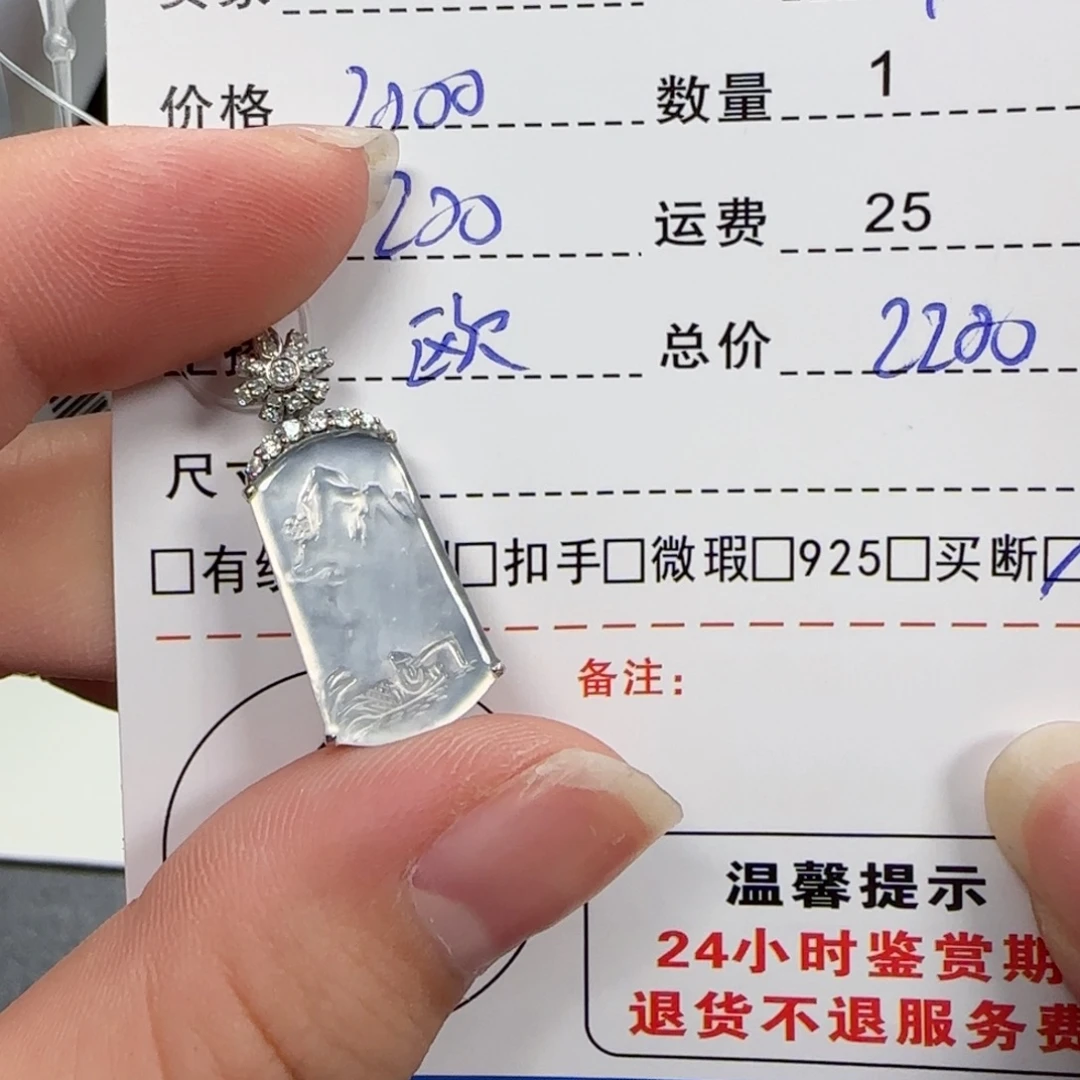 价格 2000 数量 1
200 运费 25
欧 总价 2200
尺寸
□有 □扣手□微瑕□925□买断□
备注：
温馨提示
24小时鉴赏期
退货不退服务费